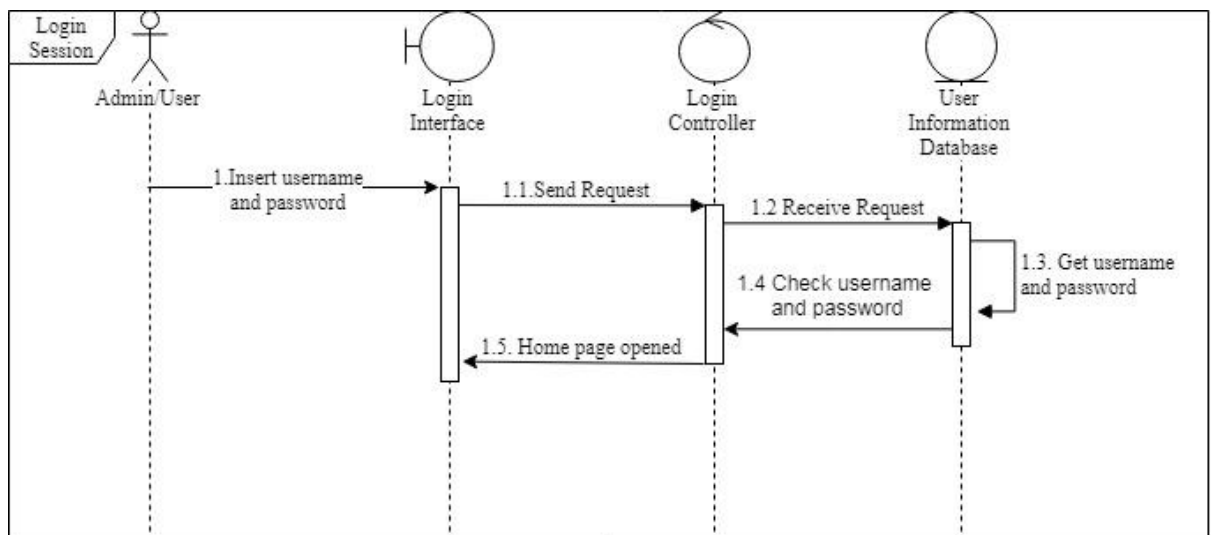 Login
Session
Admin/User
Login
Interface
Login
Controller
User
Information
Database
1.Insert username
and password
1.1.Send Request
1.2 Receive Request
1.3. Get username
and password
1.4 Check username
and password
1.5. Home page opened